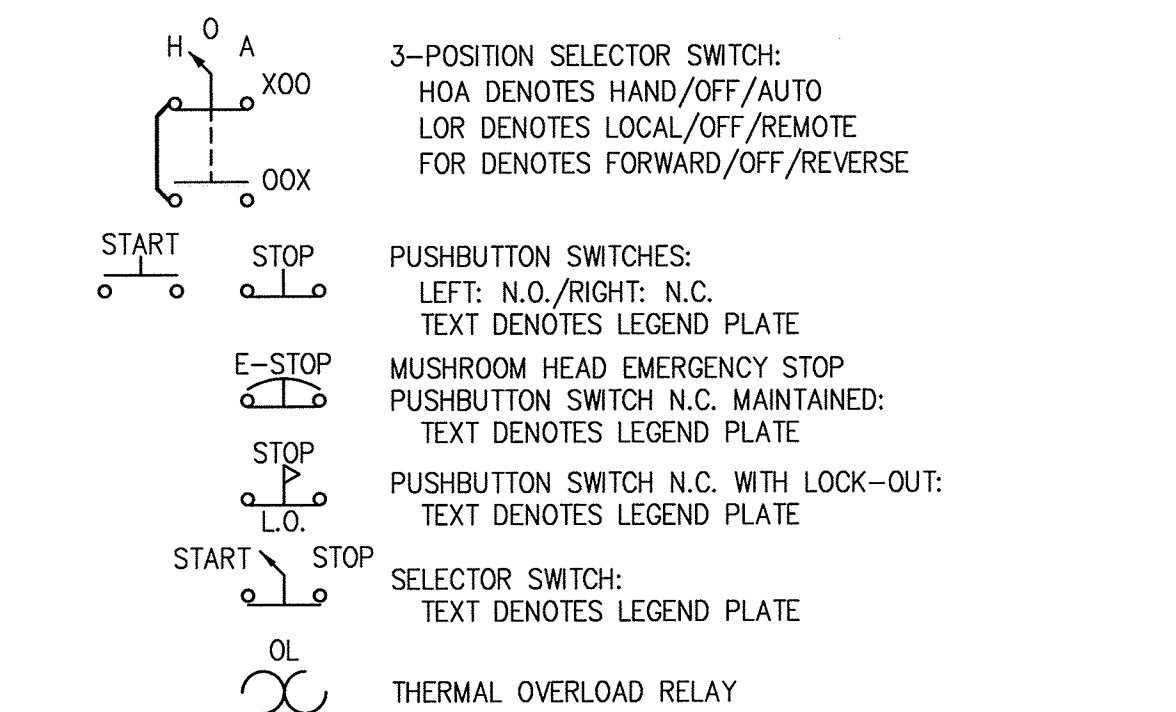 H O A
XOO
OOX
3-POSITION SELECTOR SWITCH:
HOA DENOTES HAND/OFF/AUTO
LOR DENOTES LOCAL/OFF/REMOTE
FOR DENOTES FORWARD/OFF/REVERSE
START
STOP
PUSHBUTTON SWITCHES:
LEFT: N.O./RIGHT: N.C.
TEXT DENOTES LEGEND PLATE
E-STOP
MUSHROOM HEAD EMERGENCY STOP
PUSHBUTTON SWITCH N.C. MAINTAINED:
TEXT DENOTES LEGEND PLATE
STOP
L.O.
PUSHBUTTON SWITCH N.C. WITH LOCK-OUT:
TEXT DENOTES LEGEND PLATE
START STOP
SELECTOR SWITCH:
TEXT DENOTES LEGEND PLATE
OL
THERMAL OVERLOAD RELAY